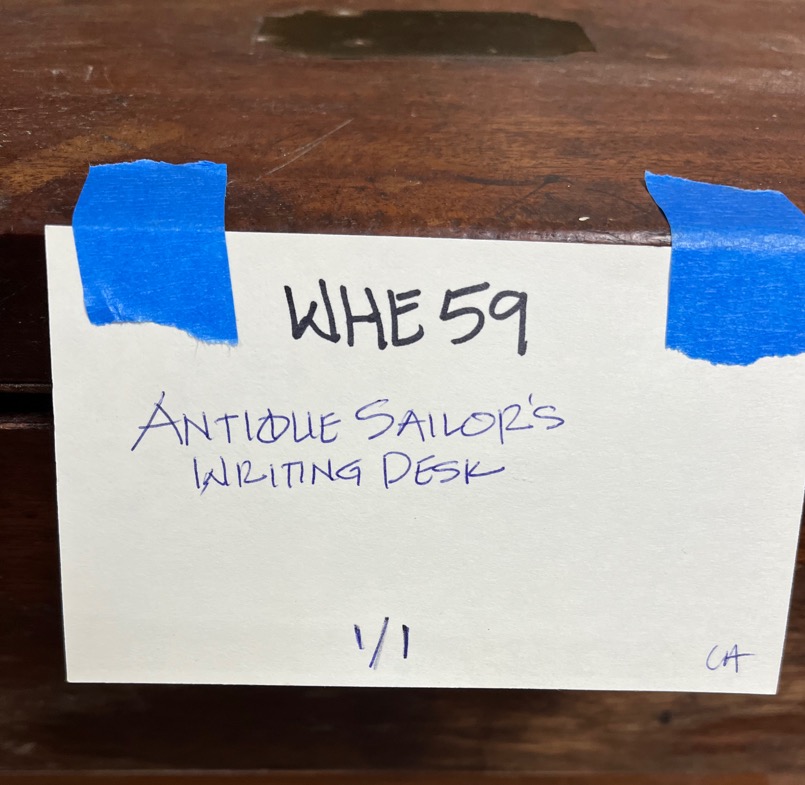 WHE 59
ANTIQUE SAILOR'S
WRITING DESK
1/1
CA